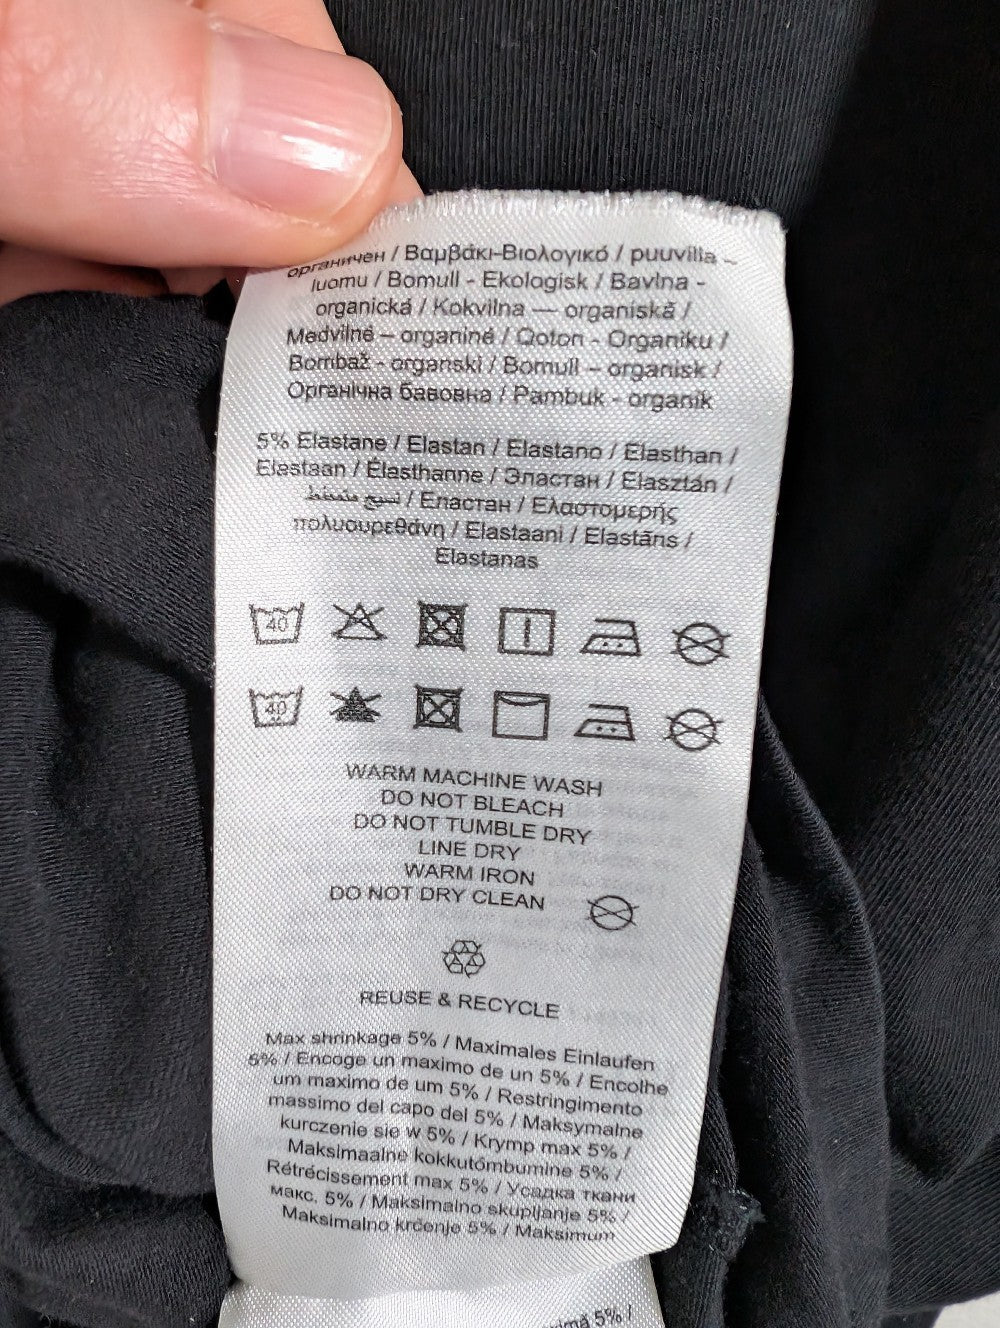 органичен / Βαμβάκι-Βιολογικό / puuvilla –
luomu / Bomull - Ekologisk / Bavlna -
organická / Kokvilna — organiskā /
Medvilnė – organinė / Qoton - Organiku /
Bombaž - organski / Bomull – organisk /
Органічна бавовна / Pambuk - organik
5% Elastane / Elastan / Elastano / Elasthan /
Elastaan / Élasthanne / Эластан / Elasztán /
نسيج مضغط / Еластан / Ελαστομερής
πολυουρεθάνη / Elastaani / Elastāns /
Elastanas
40
40
WARM MACHINE WASH
DO NOT BLEACH
DO NOT TUMBLE DRY
LINE DRY
WARM IRON
DO NOT DRY CLEAN
REUSE & RECYCLE
Max shrinkage 5% / Maximales Einlaufen
5% / Encoge un maximo de un 5% / Encolhe
um maximo de um 5% / Restringimento
massimo del capo del 5% / Maksymalne
kurczenie sie w 5% / Krymp max 5% /
Maksimaalne kokkutõmbumine 5% /
Rétrécissement max 5% / Усадка ткани
макс. 5% / Maksimalno skupljanje 5% /
Maksimalno krčenje 5% / Maksimum
5% /